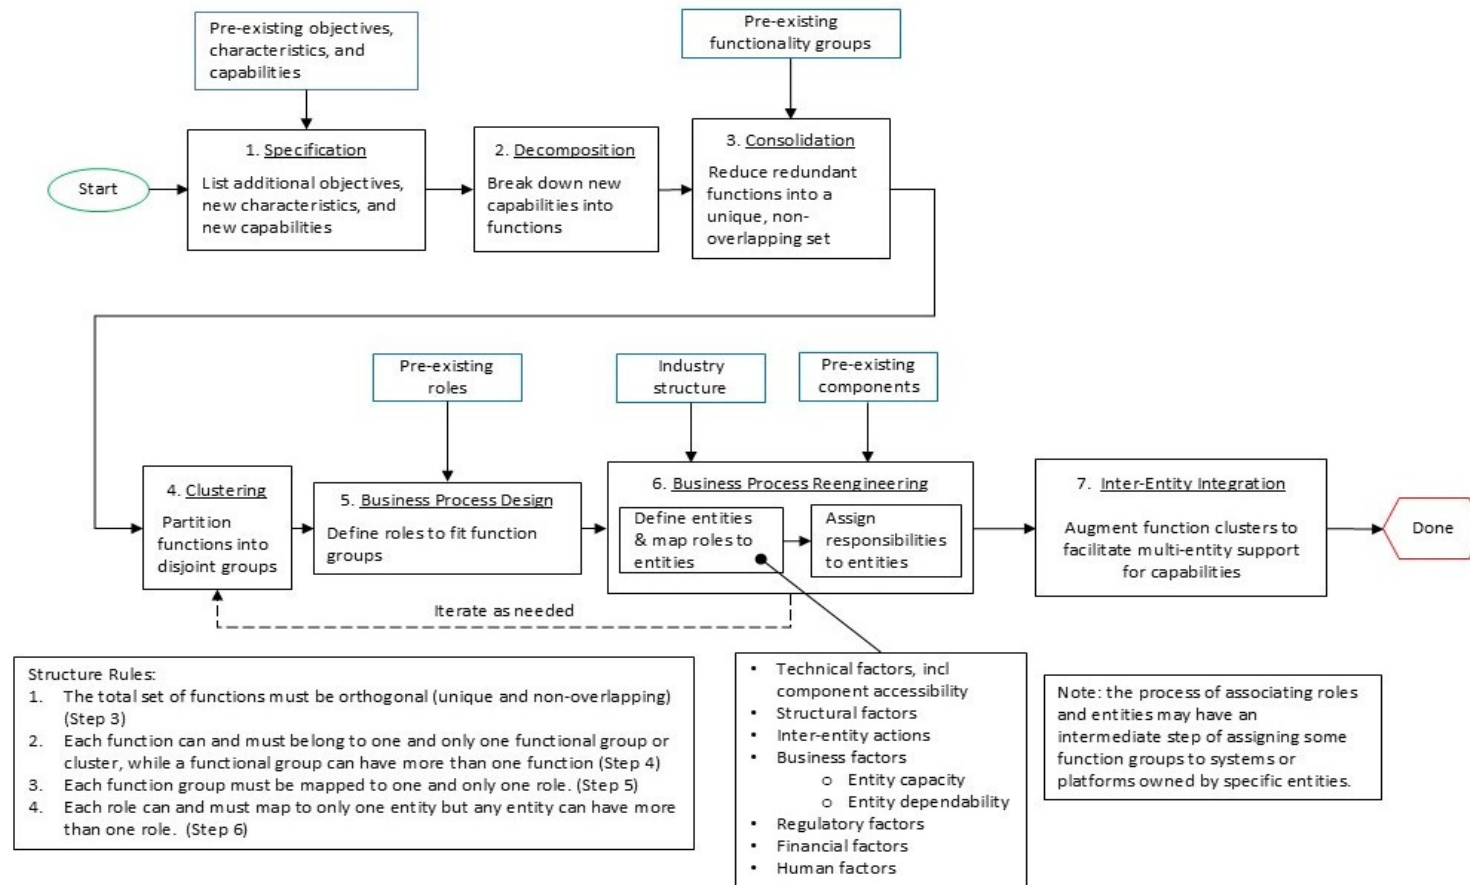 Pre-existing objectives,
characteristics, and
capabilities
Pre-existing
functionality groups
Start
1. Specification
List additional objectives,
new characteristics, and
new capabilities
2. Decomposition
Break down new
capabilities into
functions
3. Consolidation
Reduce redundant
functions into a
unique, non-
overlapping set
Pre-existing
roles
Industry
structure
Pre-existing
components
4. Clustering
Partition
functions into
disjoint groups
5. Business Process Design
Define roles to fit function
groups
6. Business Process Reengineering
Define entities
& map roles to
entities
Assign
responsibilities
to entities
7. Inter-Entity Integration
Augment function clusters to
facilitate multi-entity support
for capabilities
Done
Iterate as needed
Structure Rules:
1. The total set of functions must be orthogonal (unique and non-overlapping)
(Step 3)
2. Each function can and must belong to one and only one functional group or
cluster, while a functional group can have more than one function (Step 4)
3. Each function group must be mapped to one and only one role. (Step 5)
4. Each role can and must map to only one entity but any entity can have more
than one role. (Step 6)
• Technical factors, incl
component accessibility
• Structural factors
• Inter-entity actions
• Business factors
o Entity capacity
o Entity dependability
• Regulatory factors
• Financial factors
• Human factors
Note: the process of associating roles
and entities may have an
intermediate step of assigning some
function groups to systems or
platforms owned by specific entities.